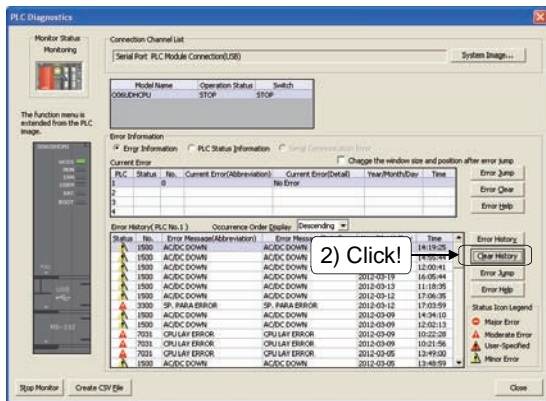 PLC Diagnostics
Monitor Status
Monitoring
Connection Channel List
Serial Port PLC Module Connection(USB)
System Image...
Model Name Operation Status Switch
STOP STOP
The function menu is
extended from the PLC
image.
MODE
RUN
ERR
USER
BAT
BOOT
PULL
USB
RS-232
Error Information
Error Information PLC Status Information Serial Communication Error
Change the window size and position after error jump
Current Error
PLC Status No. Current Error(Abbreviation) Current Error(Detail) Year/Month/Day Time
1 0 No Error
2
3
4
Error Jump
Error Clear
Error Help
Error History( PLC No.1 ) Occurrence Order Display Descending
Status No. Error Message(Abbreviation) Error Time
1500 AC/DC DOWN AC/DC DOWN 14:19:25
1500 AC/DC DOWN AC/DC DOWN
1500 AC/DC DOWN AC/DC DOWN 12:00:41
1500 AC/DC DOWN AC/DC DOWN 2012-03-19 16:05:44
1500 AC/DC DOWN AC/DC DOWN 2012-03-13 11:18:35
1500 AC/DC DOWN AC/DC DOWN 2012-03-12 17:06:35
3300 SP. PARA ERROR SP. PARA ERROR 2012-03-12 17:03:59
1500 AC/DC DOWN AC/DC DOWN 2012-03-09 14:34:10
1500 AC/DC DOWN AC/DC DOWN 2012-03-09 12:02:13
7031 CPU LAY ERROR CPU LAY ERROR 2012-03-09 10:22:28
7031 CPU LAY ERROR CPU LAY ERROR 2012-03-09 10:21:56
7031 CPU LAY ERROR CPU LAY ERROR 2012-03-05 13:49:00
1500 AC/DC DOWN AC/DC DOWN 2012-03-05 13:48:59
2) Click!
Error History
Clear History
Error Jump
Error Help
Status Icon Legend
Major Error
Moderate Error
User-Specified
Minor Error
Stop Monitor Create CSV File Close